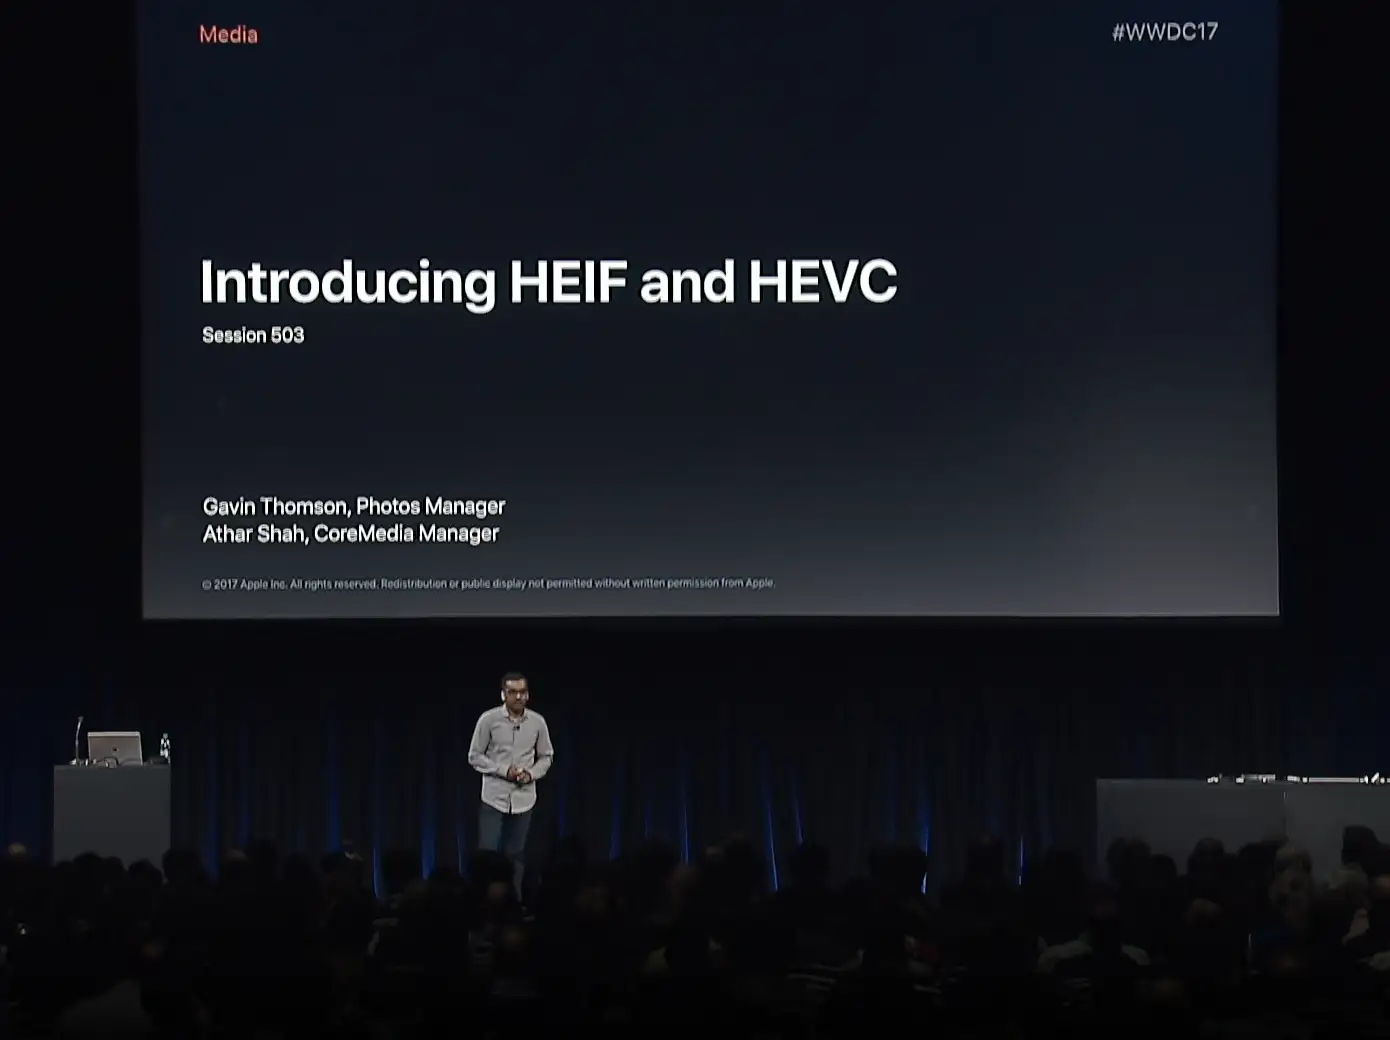 Media
#WWDC17
Introducing HEIF and HEVC
Session 503
Gavin Thomson, Photos Manager
Athar Shah, CoreMedia Manager
© 2017 Apple Inc. All rights reserved. Redistribution or public display not permitted without written permission from Apple.